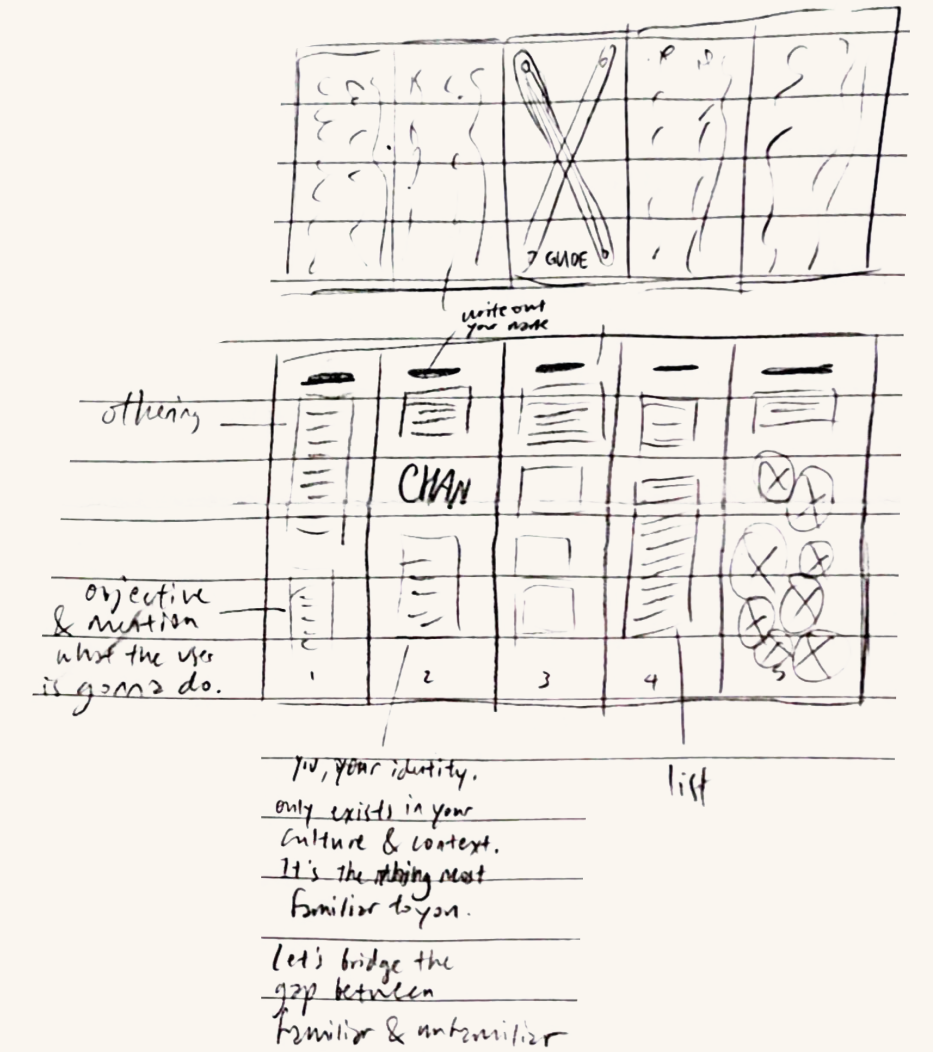 GUIDE
write out
your name
othering
CHAN
objective
& mention
what the user
is gonna do.
1 2 3 4 5
you, your identity.
only exists in your
culture & context.
It's the thing most
familiar to you.
list
Let's bridge the
gap between
familiar & unfamiliar